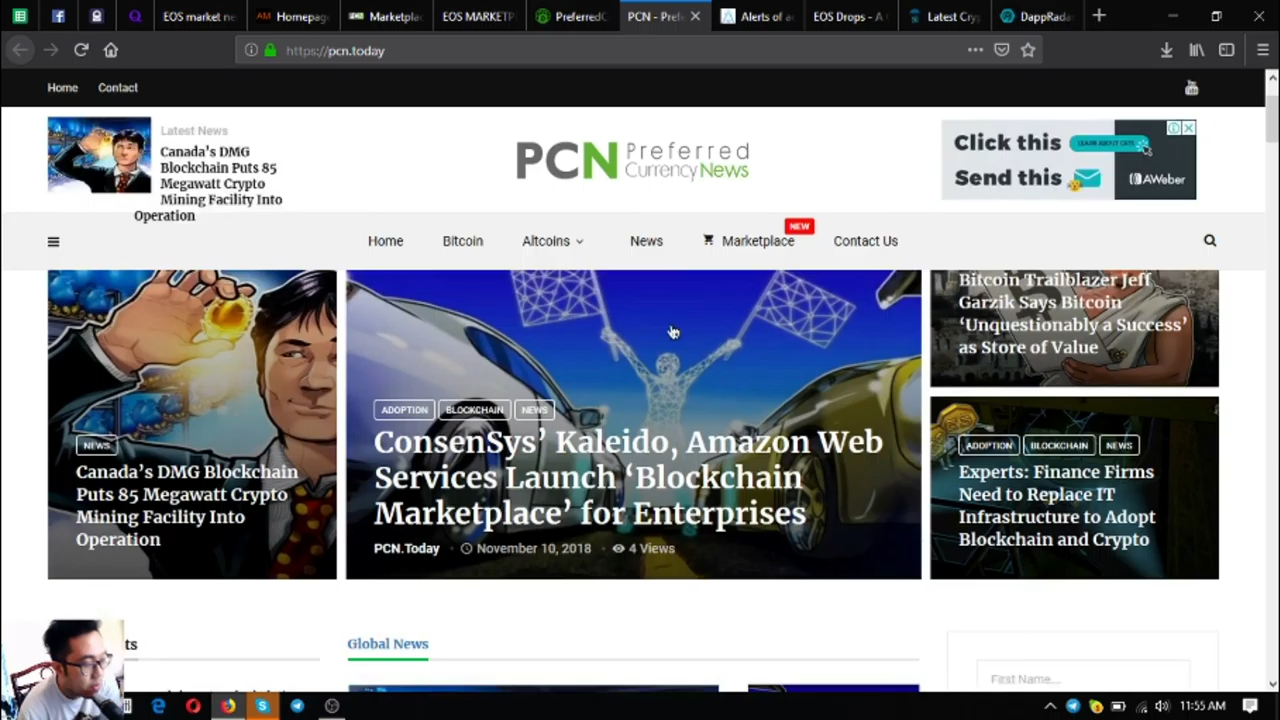 EOS market ne
Homepag
Marketplac
EOS MARKETP
PreferredC
PCN - Pref
Alerts of a
EOS Drops - A
Latest Cryp
DappRada
https://pcn.today
Home
Contact
Latest News
Canada's DMG
Blockchain Puts 85
Megawatt Crypto
Mining Facility Into
Operation
PCN Preferred
Currency News
Click this
LEARN ABOUT CATS
Send this
AWeber
Home
Bitcoin
Altcoins
News
Marketplace
NEW
Contact Us
NEWS
Canada's DMG Blockchain
Puts 85 Megawatt Crypto
Mining Facility Into
Operation
ADOPTION
BLOCKCHAIN
NEWS
ConsenSys' Kaleido, Amazon Web
Services Launch 'Blockchain
Marketplace' for Enterprises
PCN.Today
November 10, 2018
4 Views
Bitcoin Trailblazer Jeff
Garzik Says Bitcoin
'Unquestionably a Success'
as Store of Value
ADOPTION
BLOCKCHAIN
NEWS
Experts: Finance Firms
Need to Replace IT
Infrastructure to Adopt
Blockchain and Crypto
ts
Global News
First Name....
11:55 AM